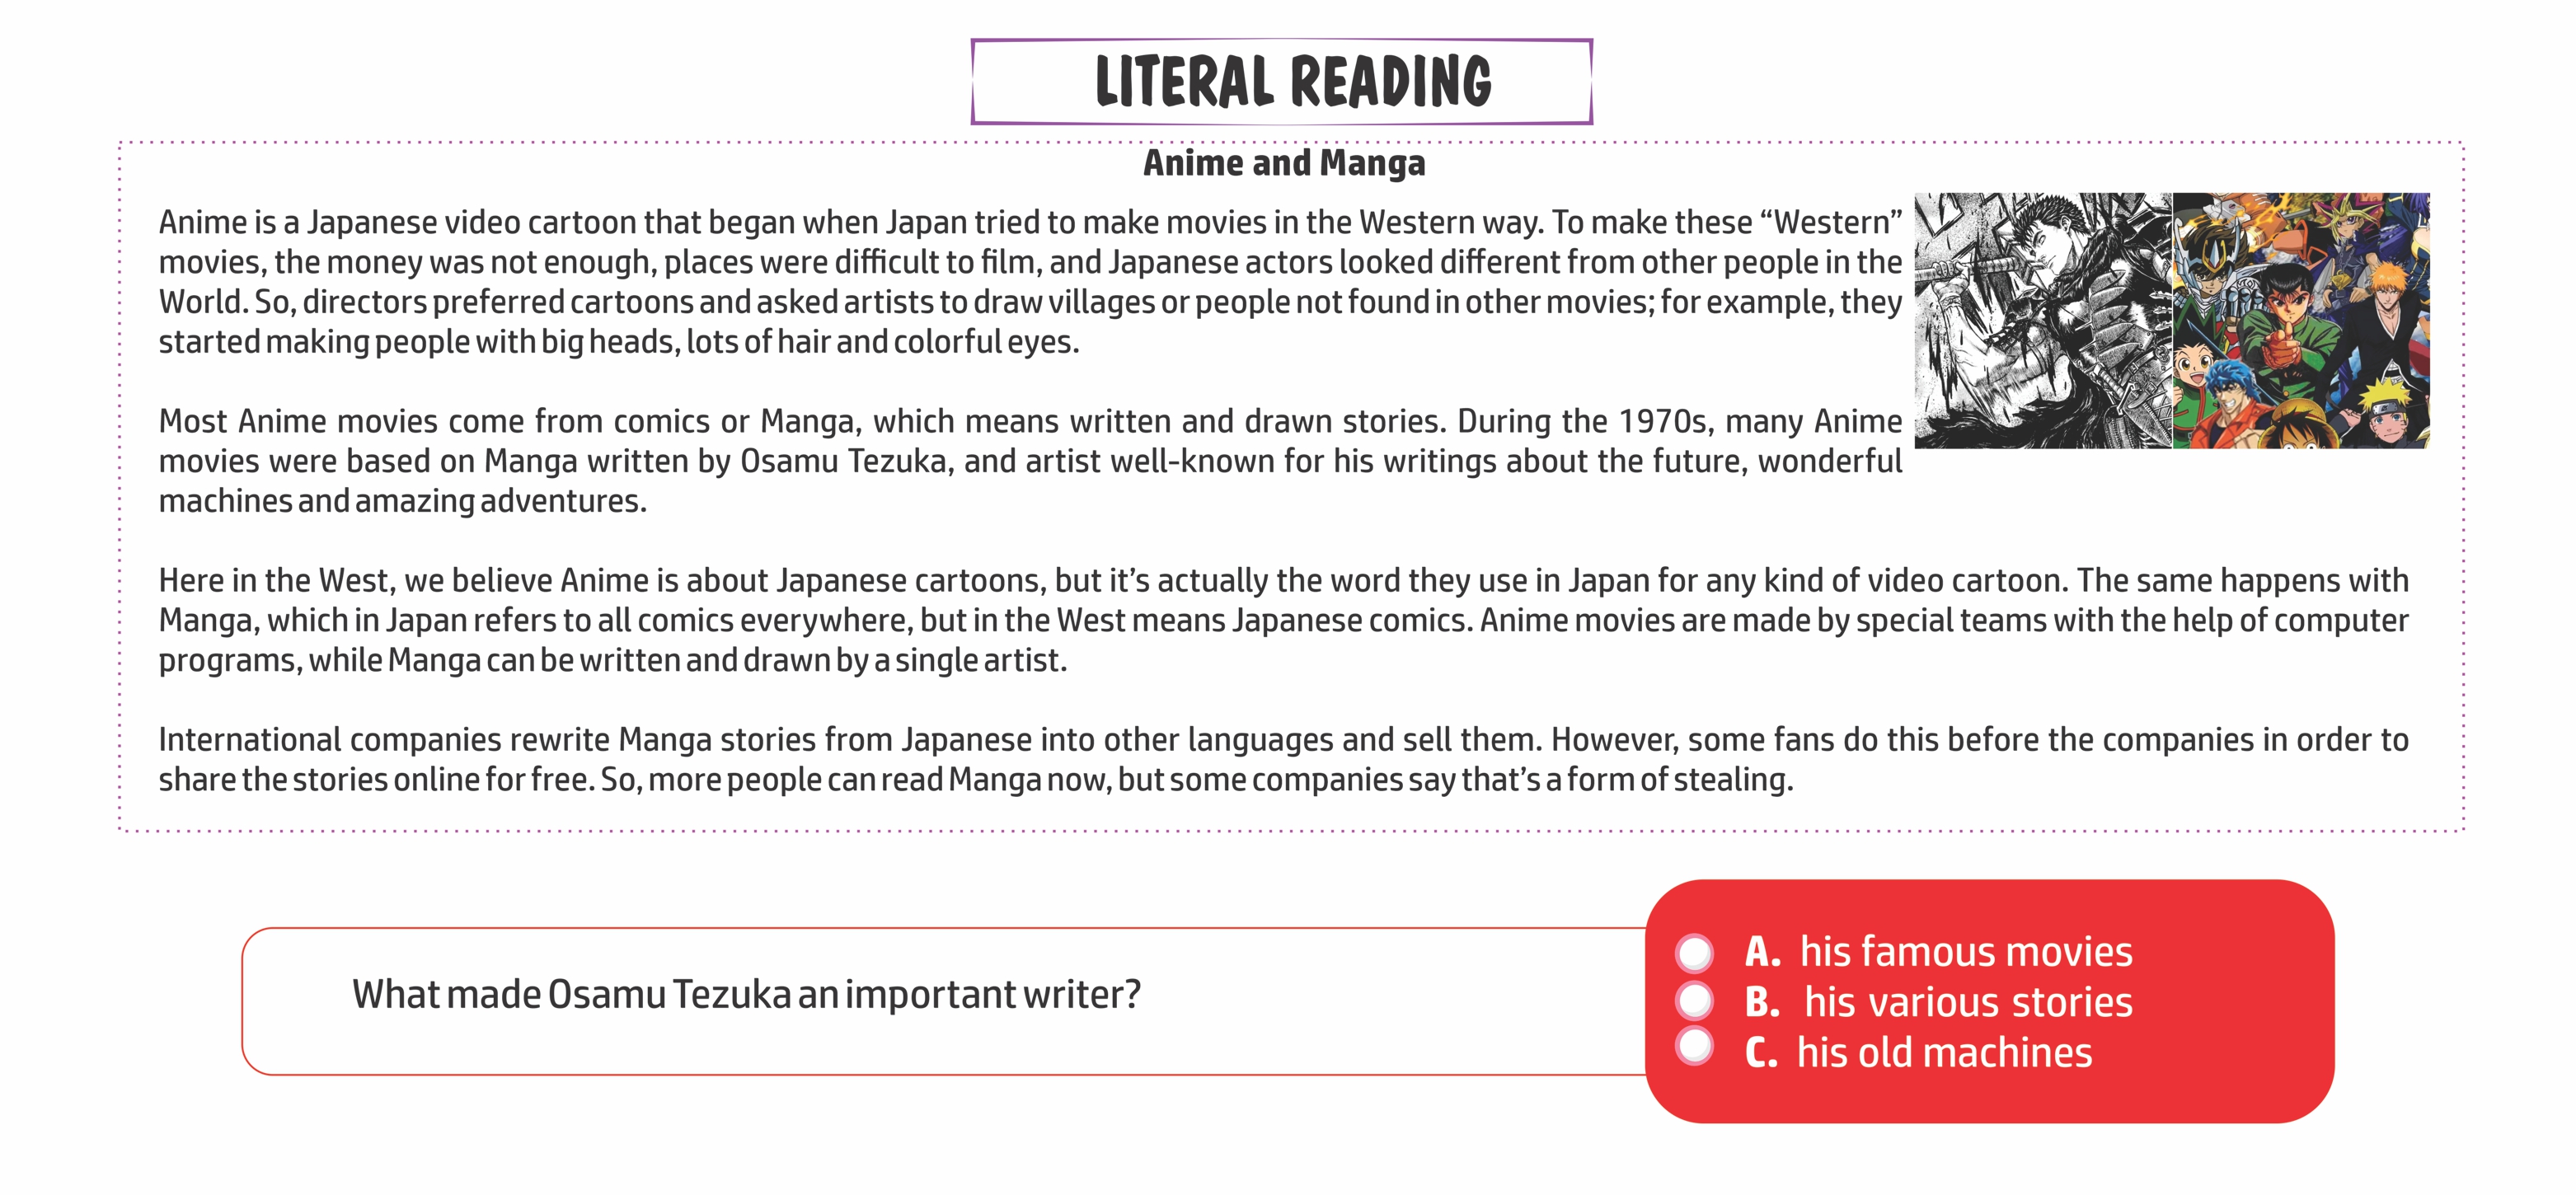 LITERAL READING
Anime and Manga
Anime is a Japanese video cartoon that began when Japan tried to make movies in the Western way. To make these “Western”
movies, the money was not enough, places were difficult to film, and Japanese actors looked different from other people in the
World. So, directors preferred cartoons and asked artists to draw villages or people not found in other movies; for example, they
started making people with big heads, lots of hair and colorful eyes.
Most Anime movies come from comics or Manga, which means written and drawn stories. During the 1970s, many Anime
movies were based on Manga written by Osamu Tezuka, and artist well-known for his writings about the future, wonderful
machines and amazing adventures.
Here in the West, we believe Anime is about Japanese cartoons, but it’s actually the word they use in Japan for any kind of video cartoon. The same happens with
Manga, which in Japan refers to all comics everywhere, but in the West means Japanese comics. Anime movies are made by special teams with the help of computer
programs, while Manga can be written and drawn by a single artist.
International companies rewrite Manga stories from Japanese into other languages and sell them. However, some fans do this before the companies in order to
share the stories online for free. So, more people can read Manga now, but some companies say that’s a form of stealing.
What made Osamu Tezuka an important writer?
A. his famous movies
B. his various stories
C. his old machines